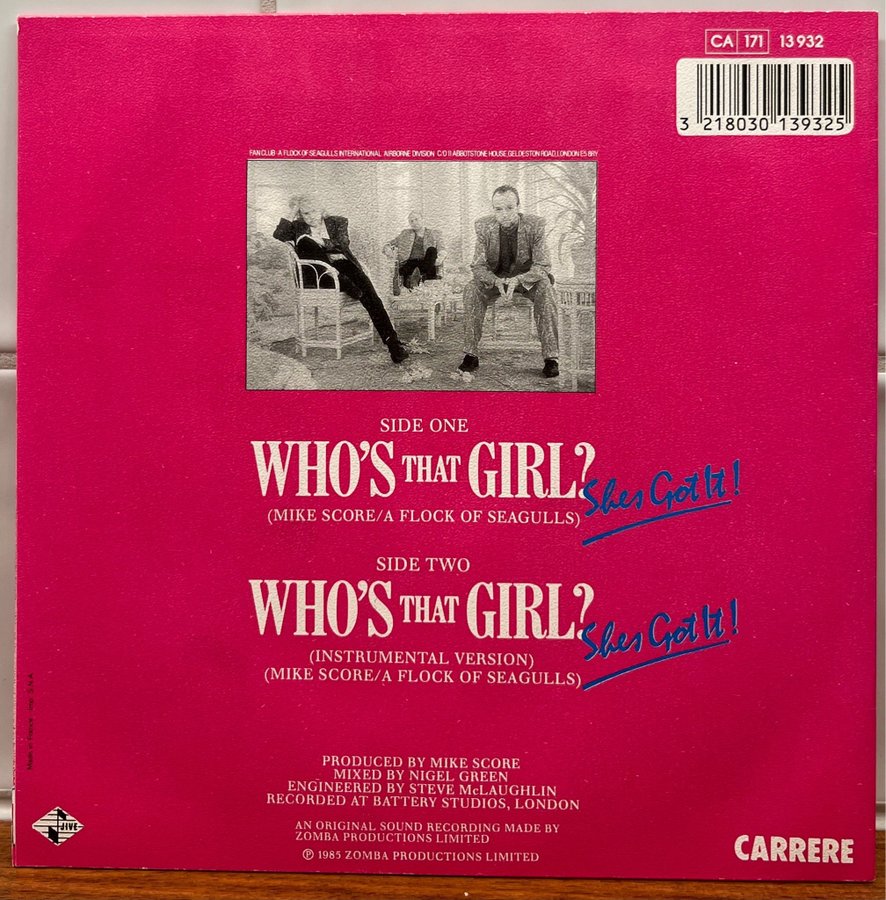 CA 171 13 932
3 218030 139325
FAN CLUB · A FLOCK OF SEAGULLS INTERNATIONAL AIRBORNE DIVISION C/O 11 ABBOTSTONE HOUSE, GELDESTON ROAD, LONDON E5 8RY
SIDE ONE
WHO'S THAT GIRL?
Shes Got It!
(MIKE SCORE/A FLOCK OF SEAGULLS)
SIDE TWO
WHO'S THAT GIRL?
Shes Got It!
(INSTRUMENTAL VERSION)
(MIKE SCORE/A FLOCK OF SEAGULLS)
Made in France
PRODUCED BY MIKE SCORE
MIXED BY NIGEL GREEN
ENGINEERED BY STEVE McLAUGHLIN
RECORDED AT BATTERY STUDIOS, LONDON
AN ORIGINAL SOUND RECORDING MADE BY
ZOMBA PRODUCTIONS LIMITED
℗ 1985 ZOMBA PRODUCTIONS LIMITED
JIVE
CARRERE